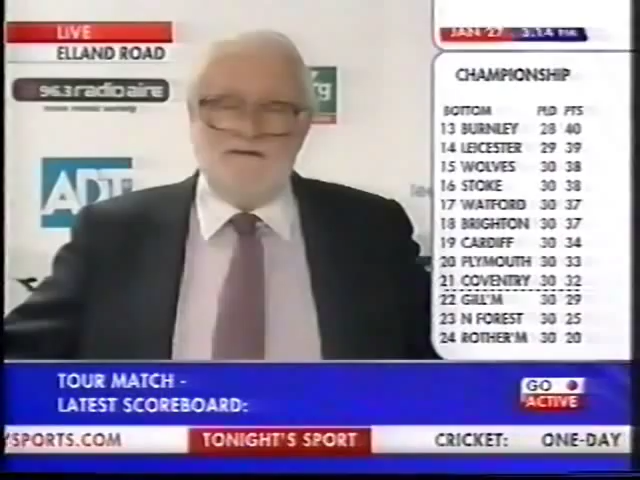 LIVE
ELLAND ROAD
JAN 27 3:14 PM
96.3 radio aire
ADT
CHAMPIONSHIP
BOTTOM PLD PTS
13 BURNLEY 28 40
14 LEICESTER 29 39
15 WOLVES 30 38
16 STOKE 30 38
17 WATFORD 30 37
18 BRIGHTON 30 37
19 CARDIFF 30 34
20 PLYMOUTH 30 33
21 COVENTRY 30 32
22 GILL'M 30 29
23 N FOREST 30 25
24 ROTHER'M 30 20
TOUR MATCH -
LATEST SCOREBOARD:
GO
ACTIVE
YSPORTS.COM TONIGHT'S SPORT CRICKET: ONE-DAY